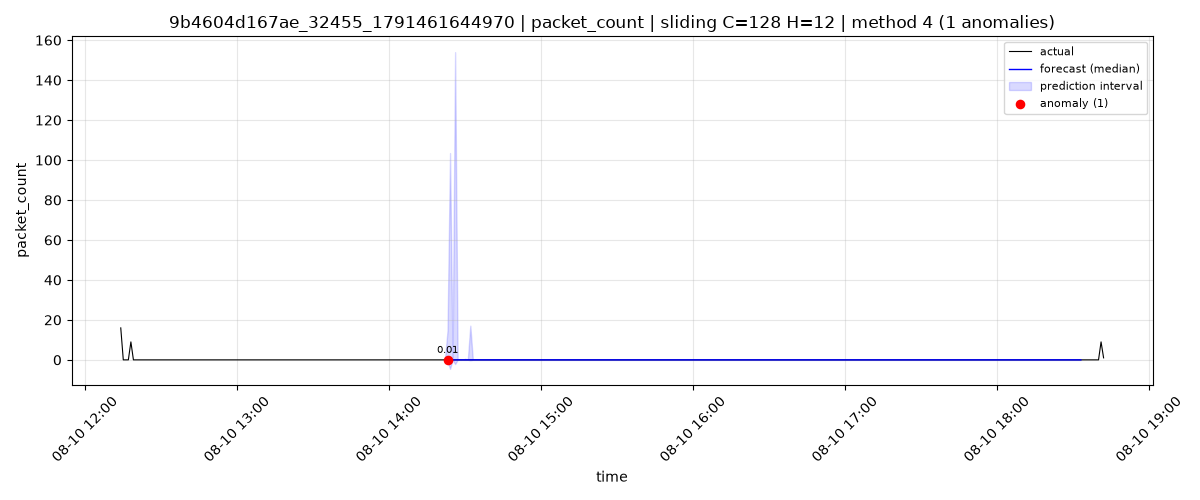 9b4604d167ae_32455_1791461644970 | packet_count | sliding C=128 H=12 | method 4 (1 anomalies)
packet_count
160
140
120
100
80
60
40
20
0
actual
forecast (median)
prediction interval
anomaly (1)
0.01
08-10 12:00
08-10 13:00
08-10 14:00
08-10 15:00
08-10 16:00
08-10 17:00
08-10 18:00
08-10 19:00
time